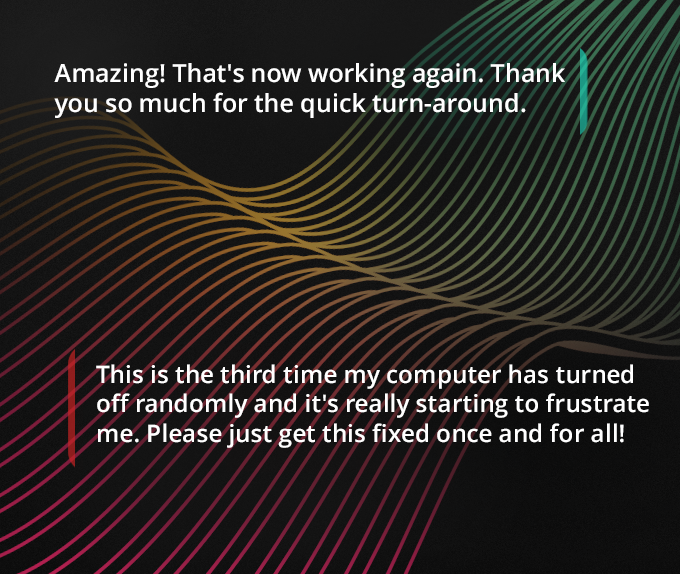 Amazing! That's now working again. Thank
you so much for the quick turn-around.
This is the third time my computer has turned
off randomly and it's really starting to frustrate
me. Please just get this fixed once and for all!